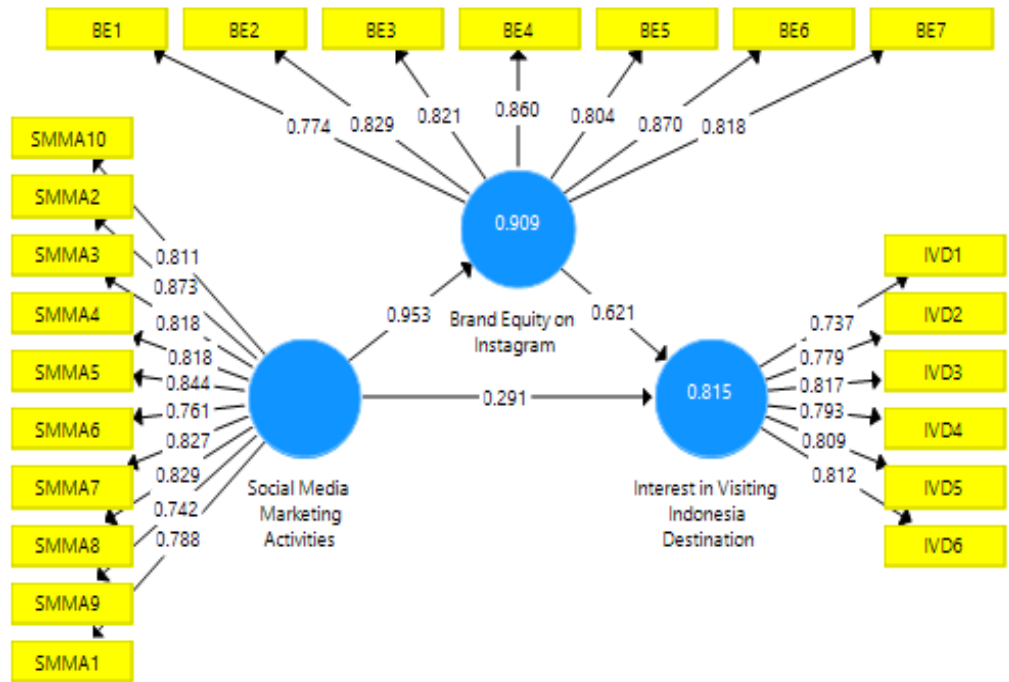 BE1 BE2 BE3 BE4 BE5 BE6 BE7
0.774 0.829 0.821 0.860 0.804 0.870 0.818
SMMA10
SMMA2
SMMA3
SMMA4
SMMA5
SMMA6
SMMA7
SMMA8
SMMA9
SMMA1
0.811
0.873
0.818
0.818
0.844
0.761
0.827
0.829
0.742
0.788
0.909
Brand Equity on
Instagram
0.953
0.621
0.291
Social Media
Marketing
Activities
0.815
Interest in Visiting
Indonesia
Destination
0.737
0.779
0.817
0.793
0.809
0.812
IVD1
IVD2
IVD3
IVD4
IVD5
IVD6